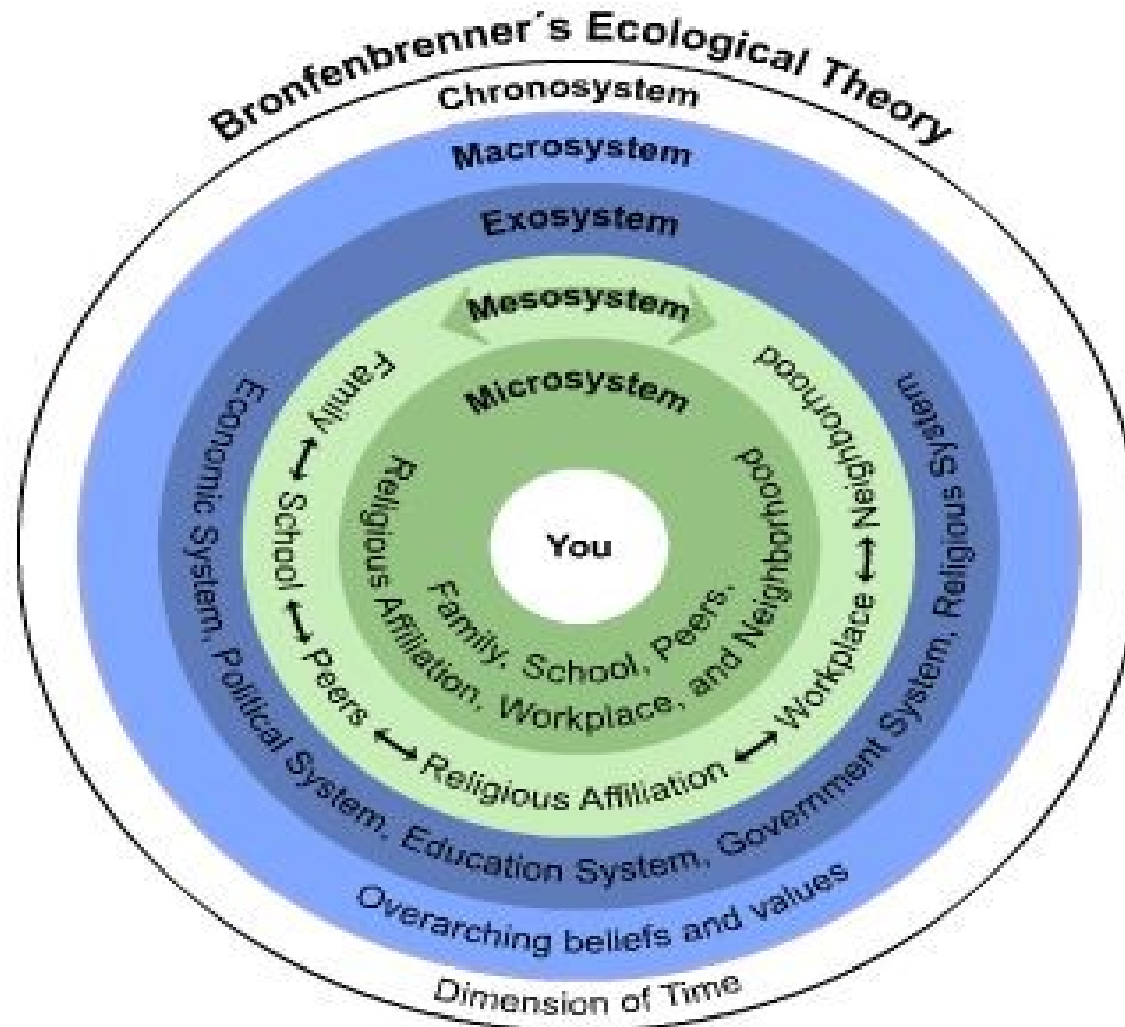 Bronfenbrenner´s Ecological Theory
Chronosystem
Macrosystem
Exosystem
Mesosystem
Microsystem
You
Family, School, Peers,
Religious Affiliation, Workplace, and Neighborhood
Family ↔ School ↔ Peers ↔ Religious Affiliation ↔ Workplace ↔ Neighborhood
Economic System, Political System, Education System, Government System, Religious System
Overarching beliefs and values
Dimension of Time